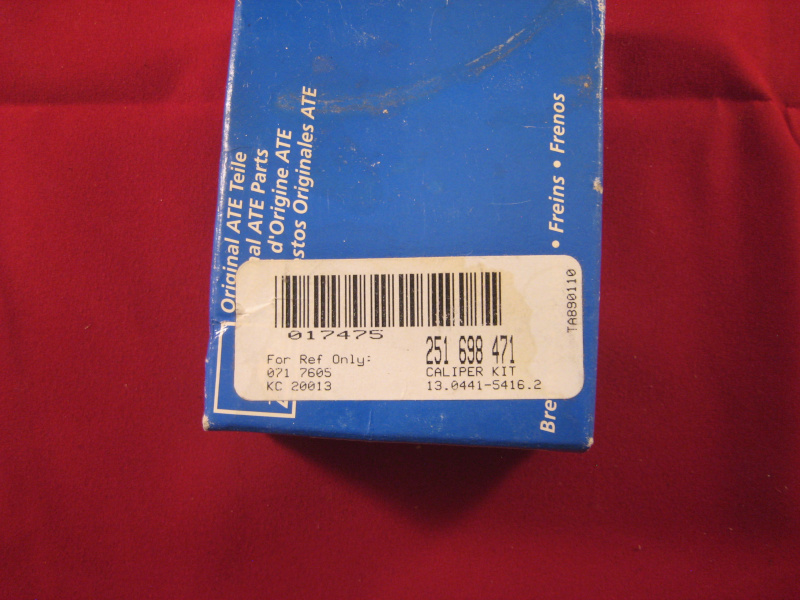 Original ATE Teile
nal ATE Parts
d'Origine ATE
stos Originales ATE
Bre
• Freins • Frenos
017475
For Ref Only:
071 7605
KC 20013
251 698 471
CALIPER KIT
13.0441-5416.2
TA890110